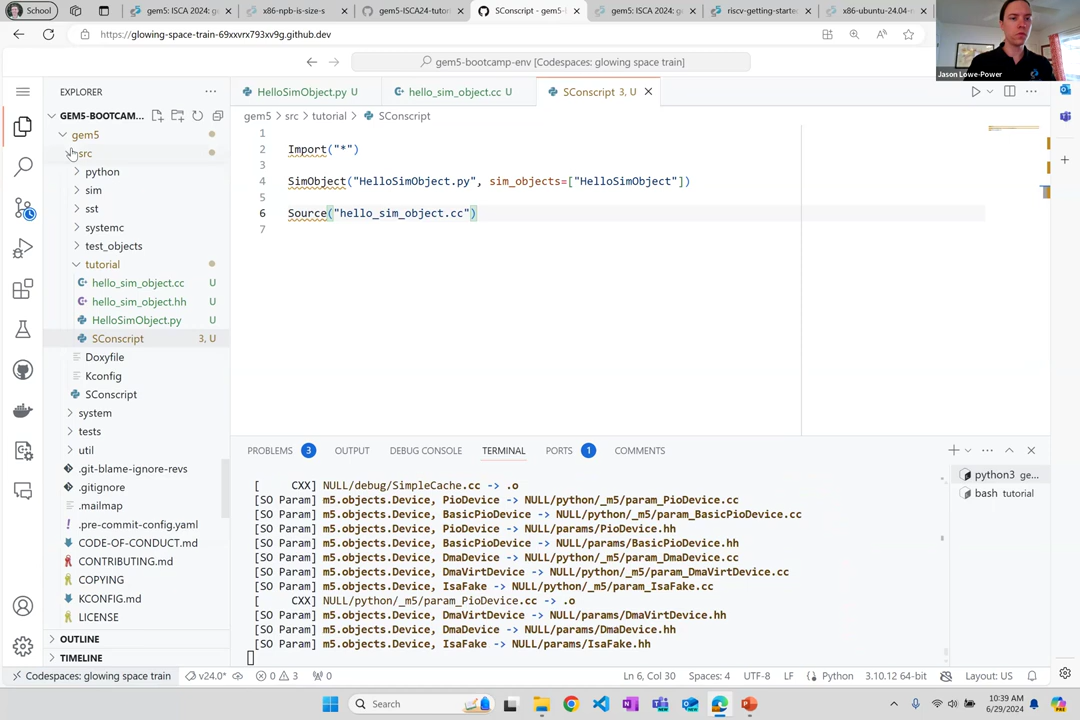 School
gem5: ISCA 2024: g
x86-npb-is-size-s
gem5-ISCA24-tutor
SConscript - gem5-
gem5: ISCA 2024: g
riscv-getting-starte
x86-ubuntu-24.04-
https://glowing-space-train-69xxvrx793xv9g.github.dev
Jason Lowe-Power
gem5-bootcamp-env [Codespaces: glowing space train]
EXPLORER
HelloSimObject.py U
hello_sim_object.cc U
SConscript 3, U
GEM5-BOOTCAM...
gem5 > src > tutorial > SConscript
gem5
src
python
sim
sst
systemc
test_objects
tutorial
hello_sim_object.cc U
hello_sim_object.hh U
HelloSimObject.py U
SConscript 3, U
Doxyfile
Kconfig
SConscript
system
tests
util
.git-blame-ignore-revs
.gitignore
.mailmap
.pre-commit-config.yaml
CODE-OF-CONDUCT.md
CONTRIBUTING.md
COPYING
KCONFIG.md
LICENSE
OUTLINE
TIMELINE
1
2 Import("*")
3
4 SimObject("HelloSimObject.py", sim_objects=["HelloSimObject"])
5
6 Source("hello_sim_object.cc")
7
PROBLEMS 3 OUTPUT DEBUG CONSOLE TERMINAL PORTS 1 COMMENTS
[ CXX] NULL/debug/SimpleCache.cc -> .o
[SO Param] m5.objects.Device, PioDevice -> NULL/python/_m5/param_PioDevice.cc
[SO Param] m5.objects.Device, BasicPioDevice -> NULL/python/_m5/param_BasicPioDevice.cc
[SO Param] m5.objects.Device, PioDevice -> NULL/params/PioDevice.hh
[SO Param] m5.objects.Device, BasicPioDevice -> NULL/params/BasicPioDevice.hh
[SO Param] m5.objects.Device, DmaDevice -> NULL/python/_m5/param_DmaDevice.cc
[SO Param] m5.objects.Device, DmaVirtDevice -> NULL/python/_m5/param_DmaVirtDevice.cc
[SO Param] m5.objects.Device, IsaFake -> NULL/python/_m5/param_IsaFake.cc
[ CXX] NULL/python/_m5/param_PioDevice.cc -> .o
[SO Param] m5.objects.Device, DmaVirtDevice -> NULL/params/DmaVirtDevice.hh
[SO Param] m5.objects.Device, DmaDevice -> NULL/params/DmaDevice.hh
[SO Param] m5.objects.Device, IsaFake -> NULL/params/IsaFake.hh
python3 ge...
bash tutorial
Codespaces: glowing space train v24.0* 0 3 0 Ln 6, Col 30 Spaces: 4 UTF-8 LF Python 3.10.12 64-bit Layout: US
Search
10:39 AM
6/29/2024